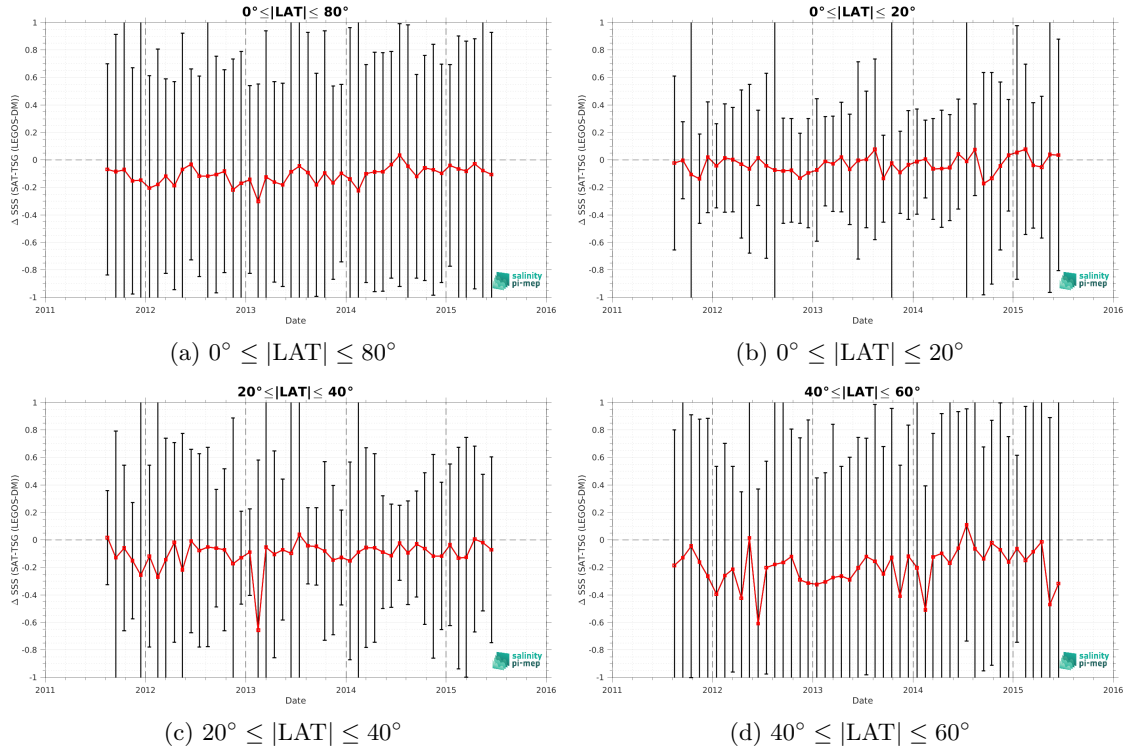 0°≤|LAT|≤ 80°
Δ SSS (SAT-TSG (LEGOS-DM))
1
0.8
0.6
0.4
0.2
0
-0.2
-0.4
-0.6
-0.8
-1
2011 2012 2013 2014 2015 2016
Date
salinity
pi-mep
(a) 0° ≤ |LAT| ≤ 80°
0°≤|LAT|≤ 20°
Δ SSS (SAT-TSG (LEGOS-DM))
1
0.8
0.6
0.4
0.2
0
-0.2
-0.4
-0.6
-0.8
-1
2011 2012 2013 2014 2015 2016
Date
salinity
pi-mep
(b) 0° ≤ |LAT| ≤ 20°
20°≤|LAT|≤ 40°
Δ SSS (SAT-TSG (LEGOS-DM))
1
0.8
0.6
0.4
0.2
0
-0.2
-0.4
-0.6
-0.8
-1
2011 2012 2013 2014 2015 2016
Date
salinity
pi-mep
(c) 20° ≤ |LAT| ≤ 40°
40°≤|LAT|≤ 60°
Δ SSS (SAT-TSG (LEGOS-DM))
1
0.8
0.6
0.4
0.2
0
-0.2
-0.4
-0.6
-0.8
-1
2011 2012 2013 2014 2015 2016
Date
salinity
pi-mep
(d) 40° ≤ |LAT| ≤ 60°